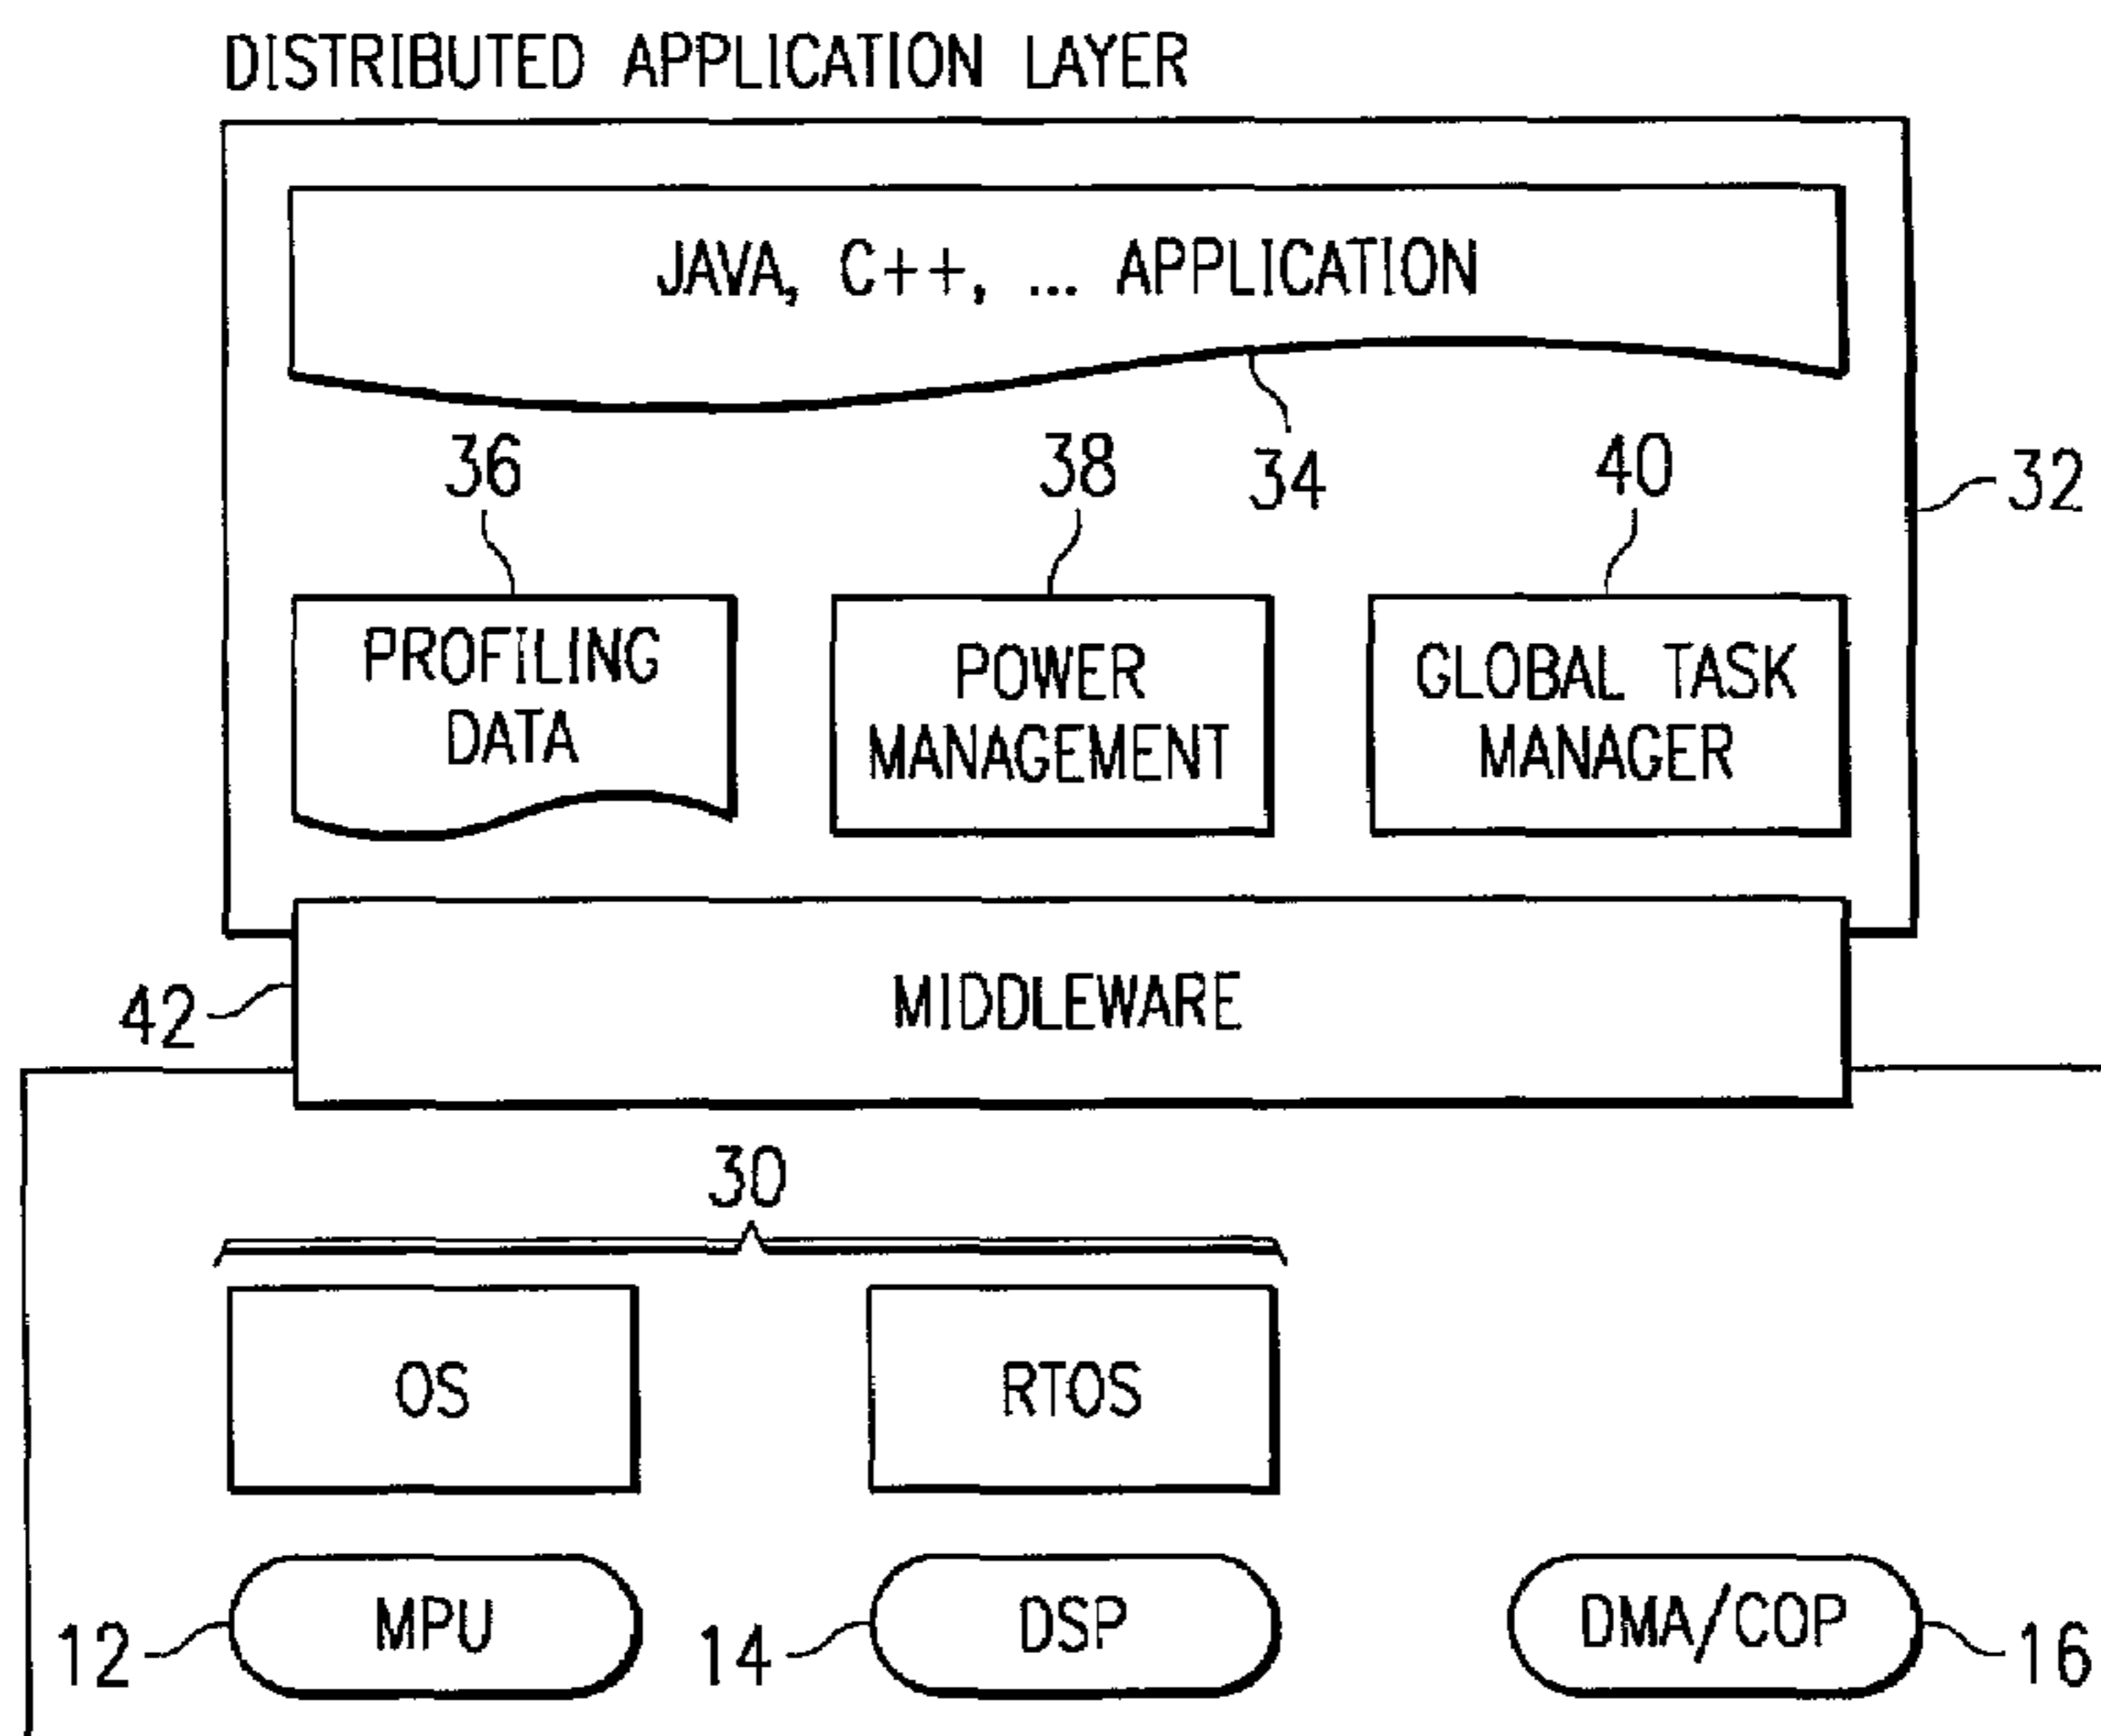 DISTRIBUTED APPLICATION LAYER
JAVA, C++, ... APPLICATION
36
38
34
40
32
PROFILING
DATA
POWER
MANAGEMENT
GLOBAL TASK
MANAGER
42
MIDDLEWARE
30
OS
RTOS
12
MPU
14
DSP
DMA/COP
16